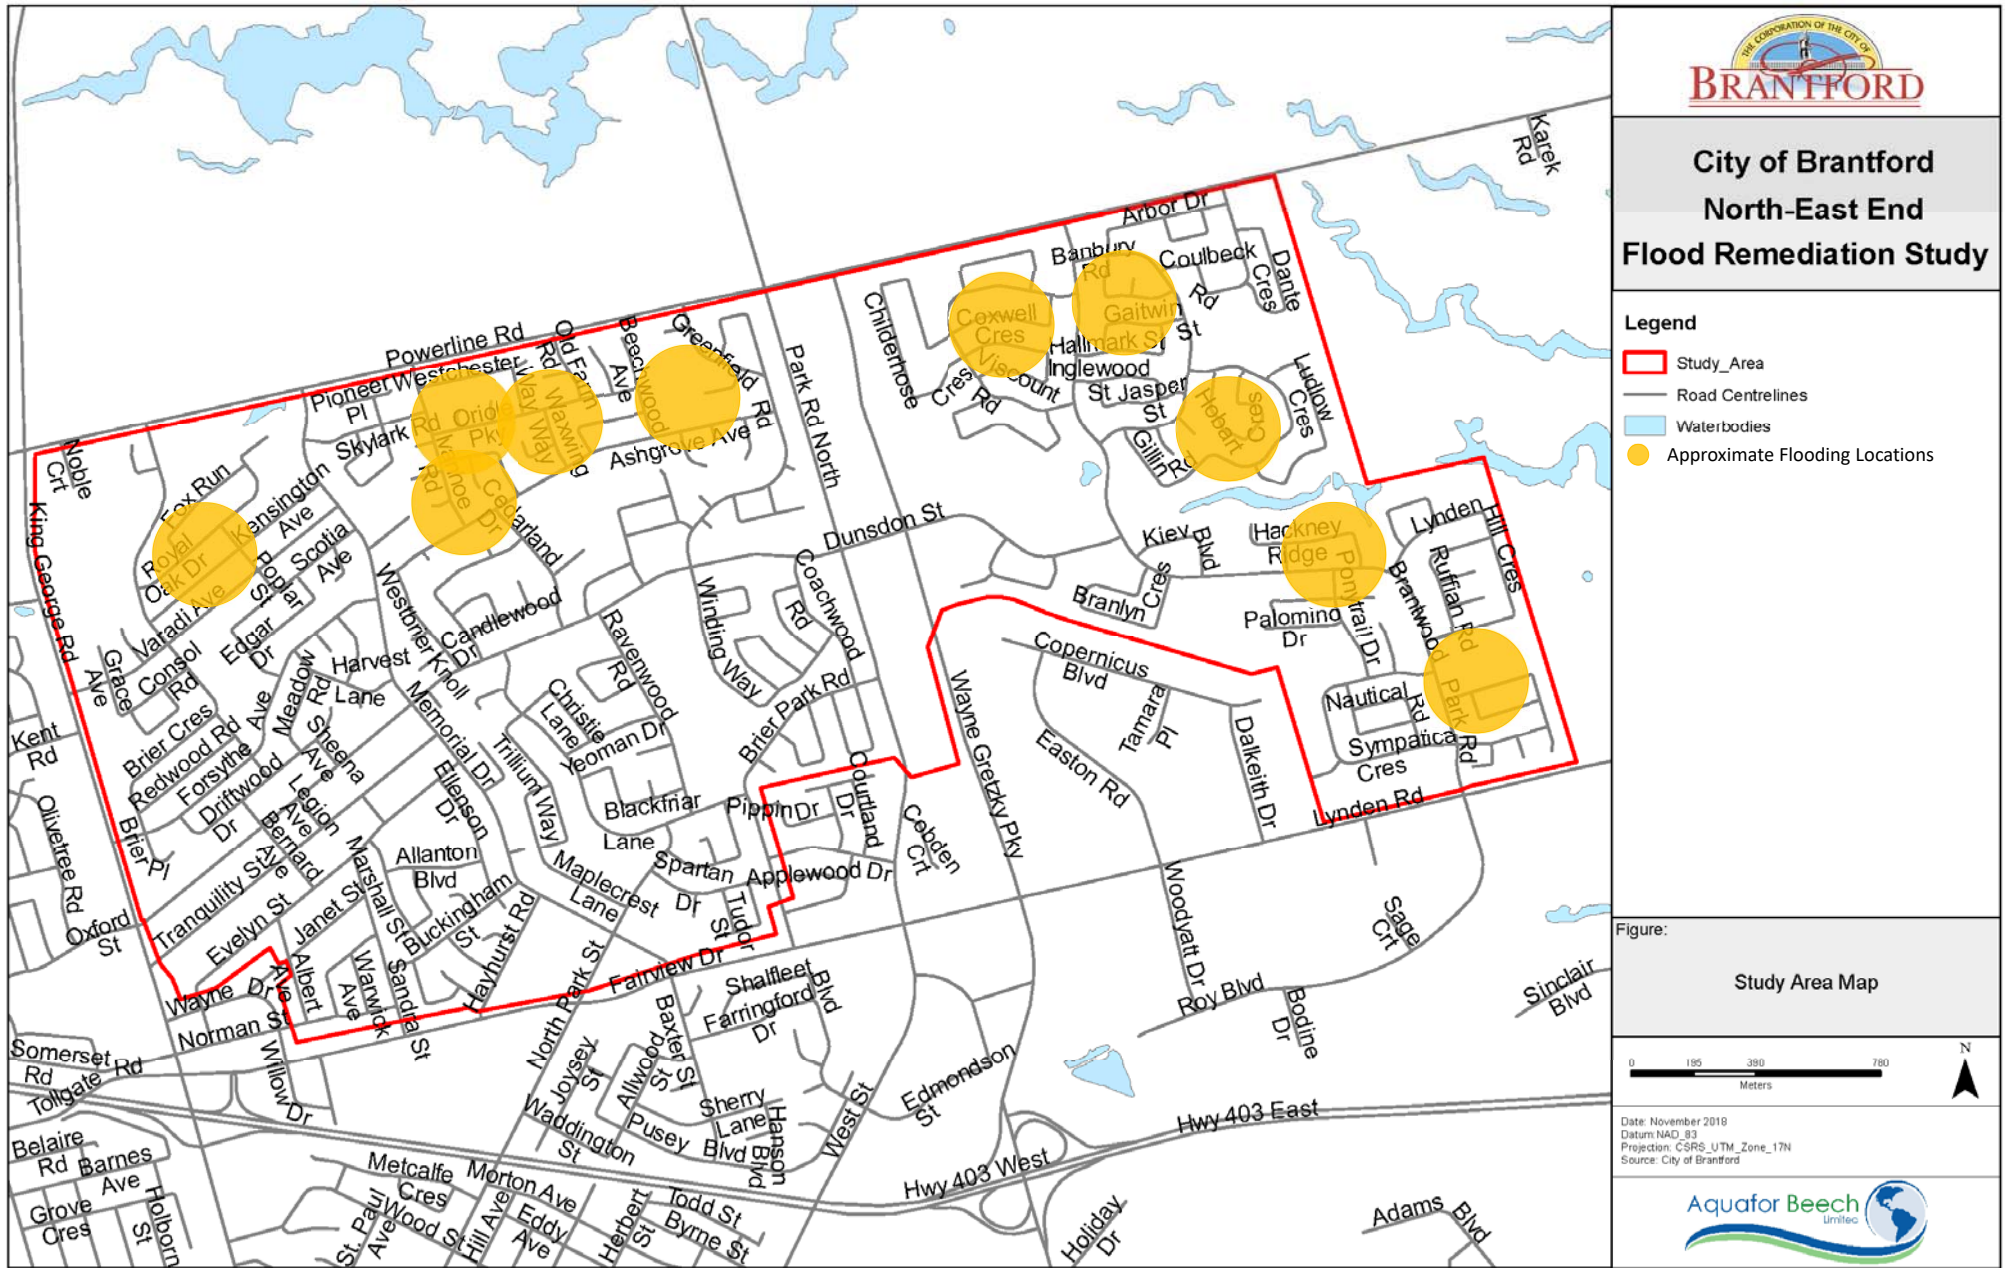 THE CORPORATION OF THE CITY OF
BRANTFORD
City of Brantford
North-East End
Flood Remediation Study
Legend
Study_Area
Road Centrelines
Waterbodies
Approximate Flooding Locations
Figure:
Study Area Map
0 195 390 780
Meters
N
Date: November 2018
Datum: NAD_83
Projection: CSRS_UTM_Zone_17N
Source: City of Brantford
Aquafor Beech
Limited
Karek
Rd
Arbor Dr
Banbury
Rd
Coulbeck
Rd
Dante
Cres
Gaitwin
St
Hallmark St
Inglewood
St
Jasper
St
Coxwell
Cres
Viscount
Rd
Childerhose
Cres
Hobart
Cres
Ludlow
Cres
Gillin
Rd
Powerline Rd
Westchester
Way
Pioneer
Pl
Skylark
Rd
Oriole
Pky
Old Farm
Rd
Beechwood
Ave
Greenfield
Rd
Waxwing
Way
Ashgrove Ave
Park Rd North
Noble
Crt
Fox Run
Kensington
Ave
Royal
Oak Dr
Scotia
Ave
Poplar
St
Varadi Ave
Edgar
Dr
Cedarland
Dr
King George Rd
Dunsdon St
Kiev
Blvd
Hackney
Ridge
Ponytrail Dr
Lynden
Hill Cres
Ruffian Rd
Brantwood
Park
Rd
Branlyn
Cres
Palomino
Dr
Nautical
Rd
Sympatica
Cres
Lynden Rd
Copernicus
Blvd
Tamara
Pl
Dalkeith Dr
Easton Rd
Wayne Gretzky Pky
Westbrier Knoll
Candlewood
Dr
Coachwood
Rd
Winding
Way
Ravenwood
Rd
Grace
Ave
Consol
Rd
Harvest
Lane
Meadow
Rd
Brier Cres
Redwood Rd
Forsythe
Ave
Driftwood
Dr
Sheena
Ave
Legion
Ave
Bernard
Ave
Memorial Dr
Ellenson
Dr
Trillium Way
Christie
Lane
Yeoman Dr
Brier Park Rd
Blackfriar
Lane
Pippin Dr
Courtland
Dr
Cobden
Crt
Applewood Dr
Spartan
Dr
Tudor
St
Maplecrest
Lane
Allanton
Blvd
Buckingham
St
Marshall St
Brier Pl
Tranquility St
Evelyn St
Janet St
Albert
Ave
Warwick
Ave
Sandra St
Hayhurst Rd
North Park St
Fairview Dr
Wayne
Dr
Norman St
Willow Dr
Kent
Rd
Olivetree Rd
Oxford
St
Somerset
Rd
Tollgate Rd
Belaire
Rd
Barnes
Ave
Grove
Cres
Holborn
St
Shalfleet
Blvd
Farringford
Dr
Baxter St
Allwood
St
Joysey
St
Waddington
St
Pusey
Blvd
Sherry
Lane
Hanson
Blvd
West St
Edmondson
St
Woodyatt Dr
Roy Blvd
Bodine
Dr
Sage
Crt
Sinclair
Blvd
Hwy 403 East
Hwy 403 West
Metcalfe
Cres
Morton Ave
St. Paul
Ave
Wood St
Hill Ave
Eddy
Ave
Herbert
St
Todd St
Byrne St
Holiday
Dr
Adams Blvd